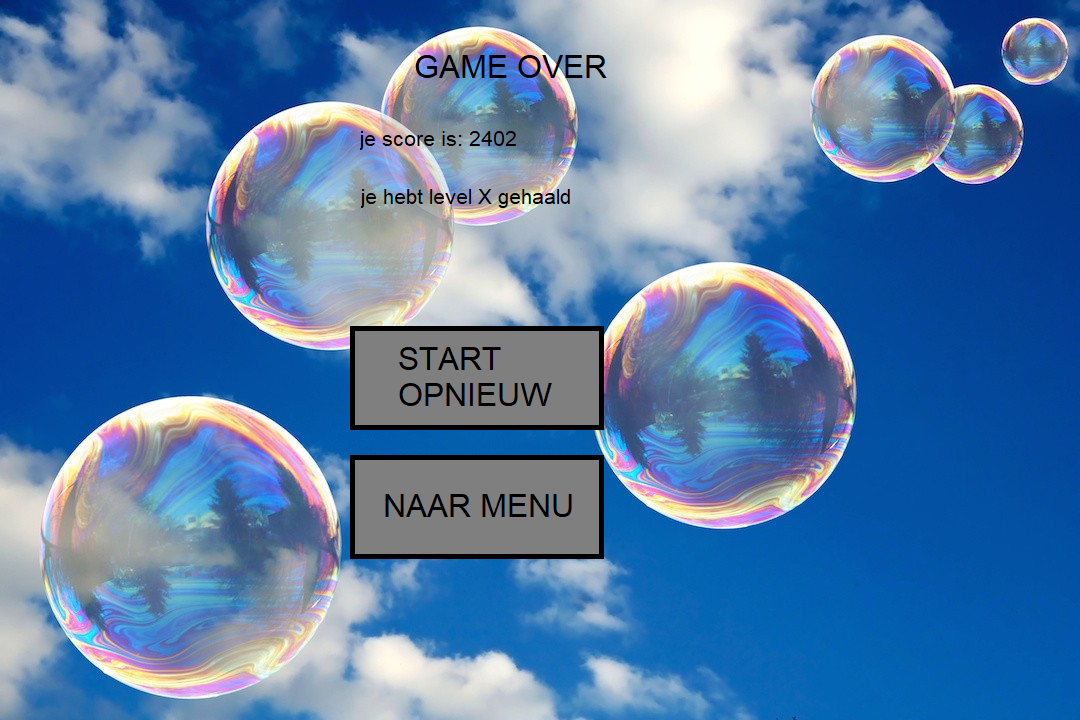 GAME OVER
je score is: 2402
je hebt level X gehaald
START
OPNIEUW
NAAR MENU